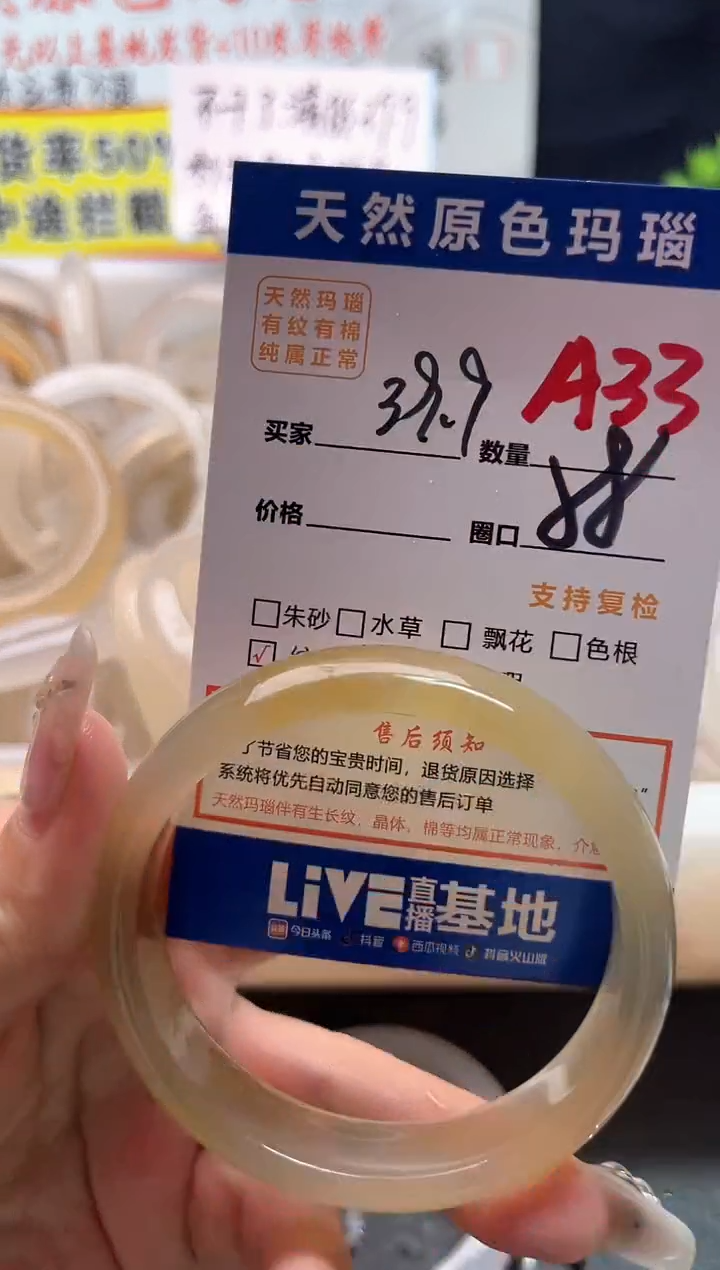 天然原色玛瑙
天然玛瑙
有纹有棉
纯属正常
39.9 A33
买家 数量
88
价格 圈口
支持复检
朱砂 水草 飘花 色根
售后须知
了节省您的宝贵时间，退货原因选择
系统将优先自动同意您的售后订单
天然玛瑙伴有生长纹，晶体，棉等均属正常现象，介意
LiVE直播基地
今日头条 抖音 西瓜视频 抖音火山版